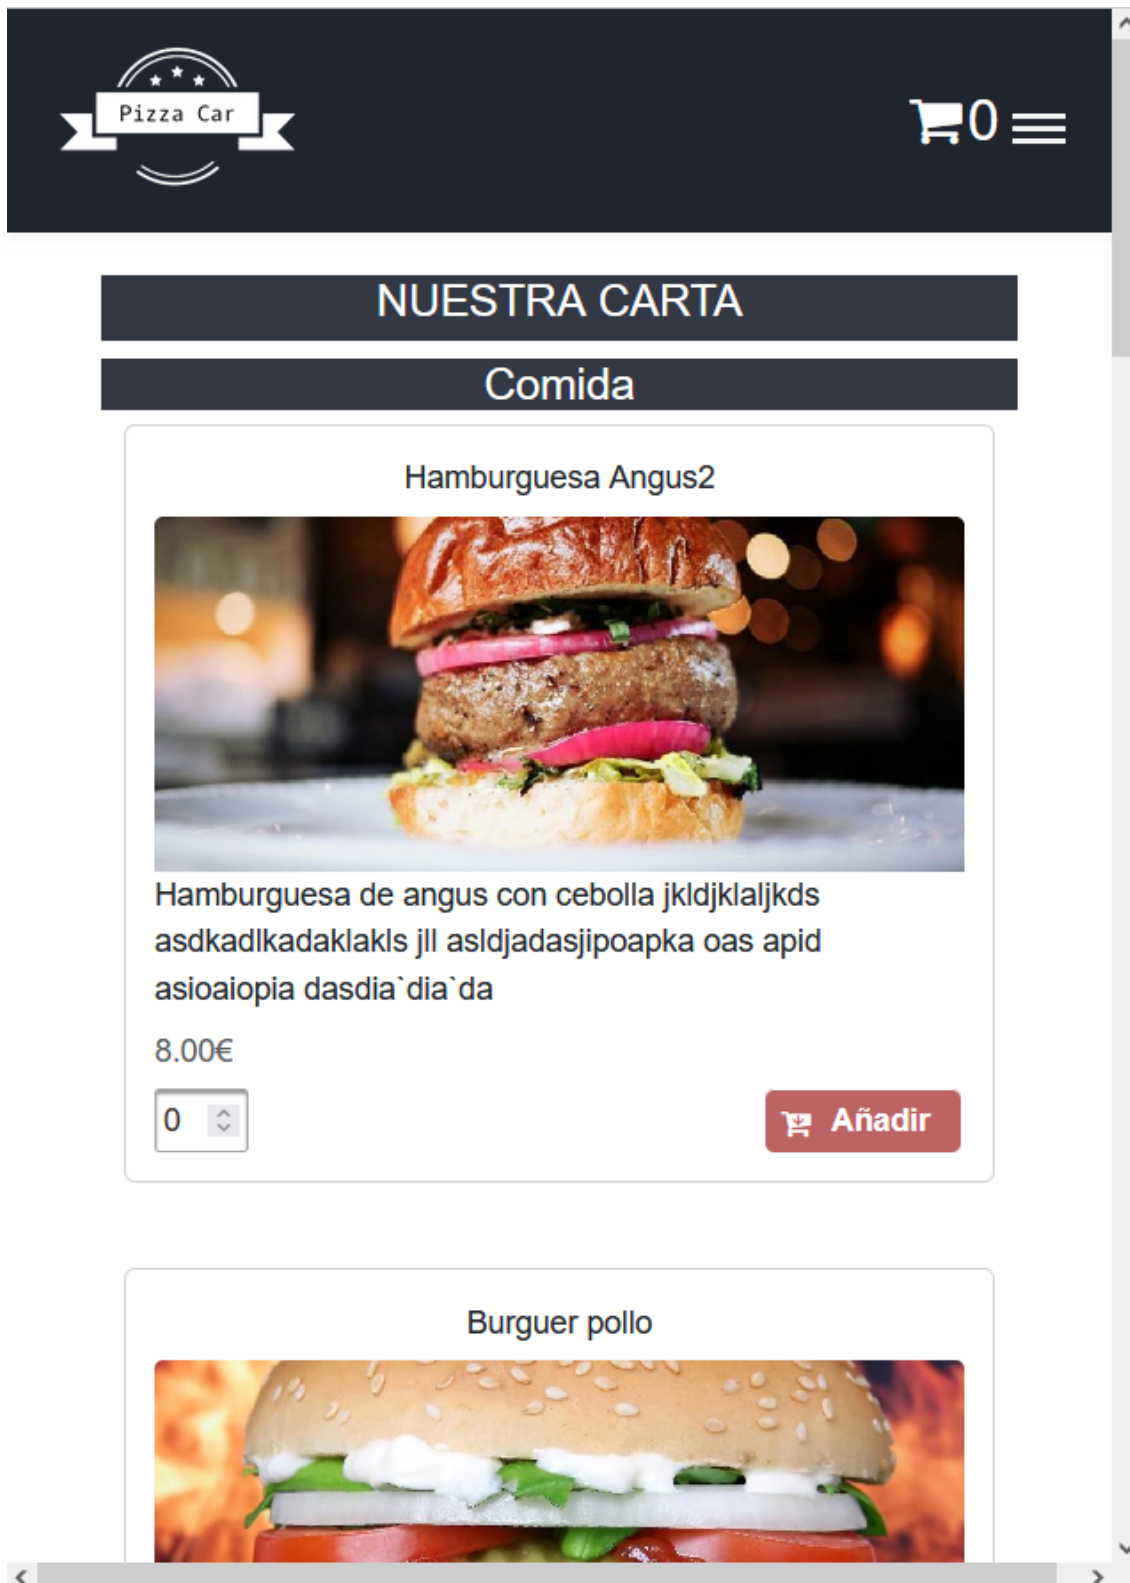 Pizza Car
0
NUESTRA CARTA
Comida
Hamburguesa Angus2
Hamburguesa de angus con cebolla jkldjklaljkds
asdkadlkadaklakls jll asldjadasjipoapka oas apid
asioaiopia dasdia`dia`da
8.00€
0
Añadir
Burguer pollo